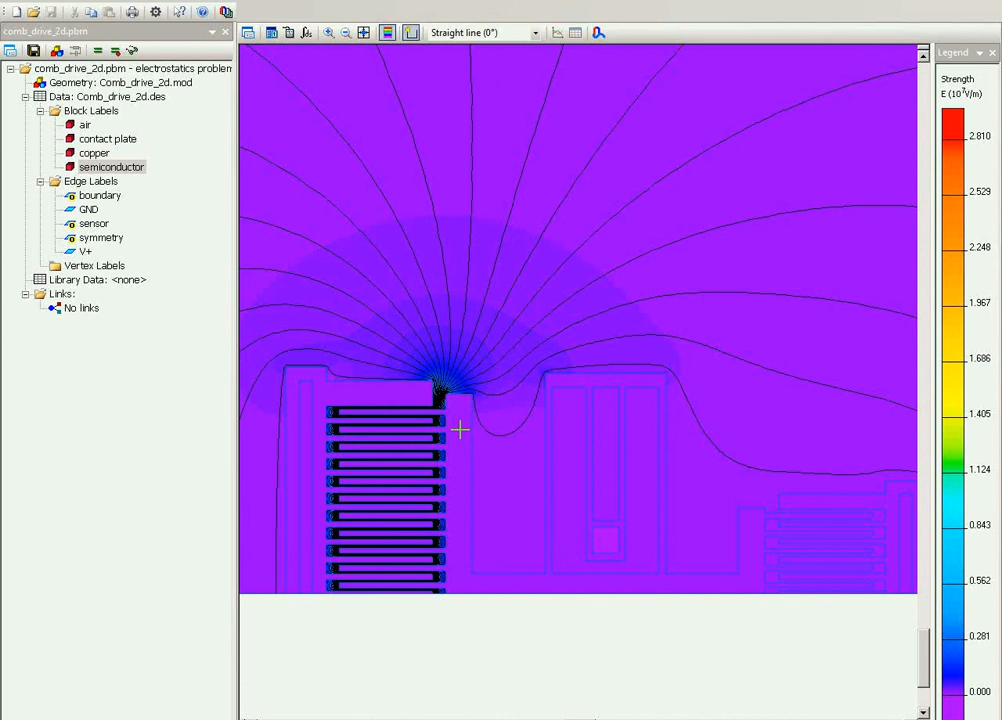 comb_drive_2d.pbm
comb_drive_2d.pbm - electrostatics problem
Geometry: Comb_drive_2d.mod
Data: Comb_drive_2d.des
Block Labels
air
contact plate
copper
semiconductor
Edge Labels
boundary
GND
sensor
symmetry
V+
Vertex Labels
Library Data: <none>
Links:
No links
Straight line (0°)
Legend
Strength
E (10⁷V/m)
2.810
2.529
2.248
1.967
1.686
1.405
1.124
0.843
0.562
0.281
0.000